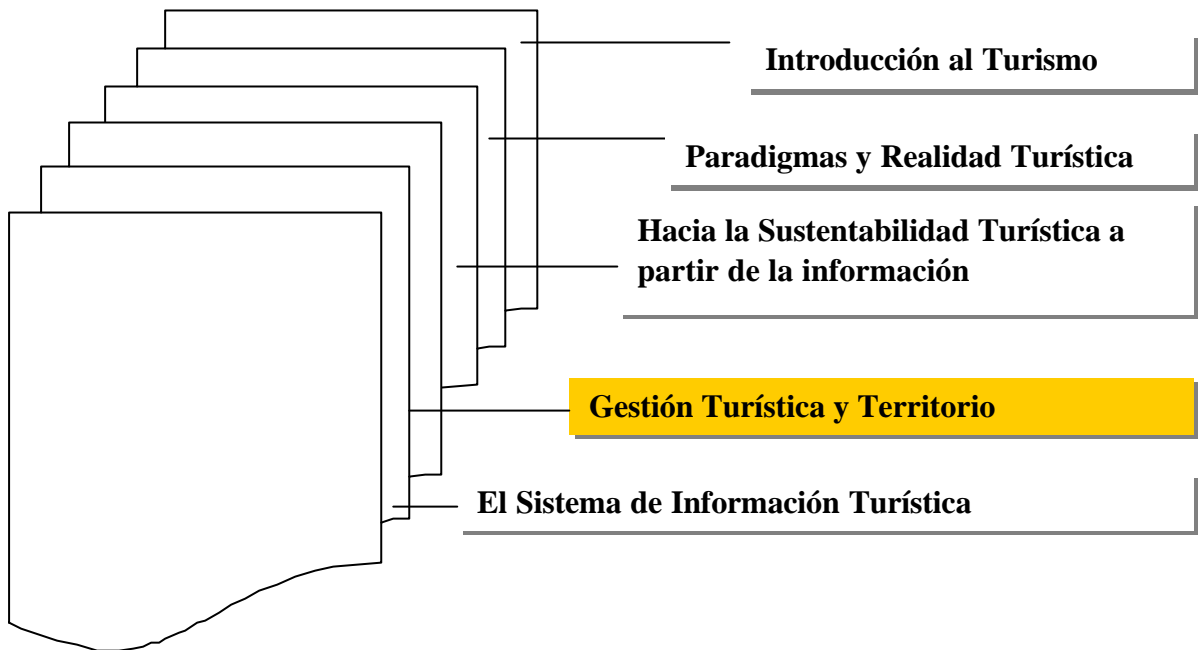 Introducción al Turismo
Paradigmas y Realidad Turística
Hacia la Sustentabilidad Turística a
partir de la información
Gestión Turística y Territorio
El Sistema de Información Turística